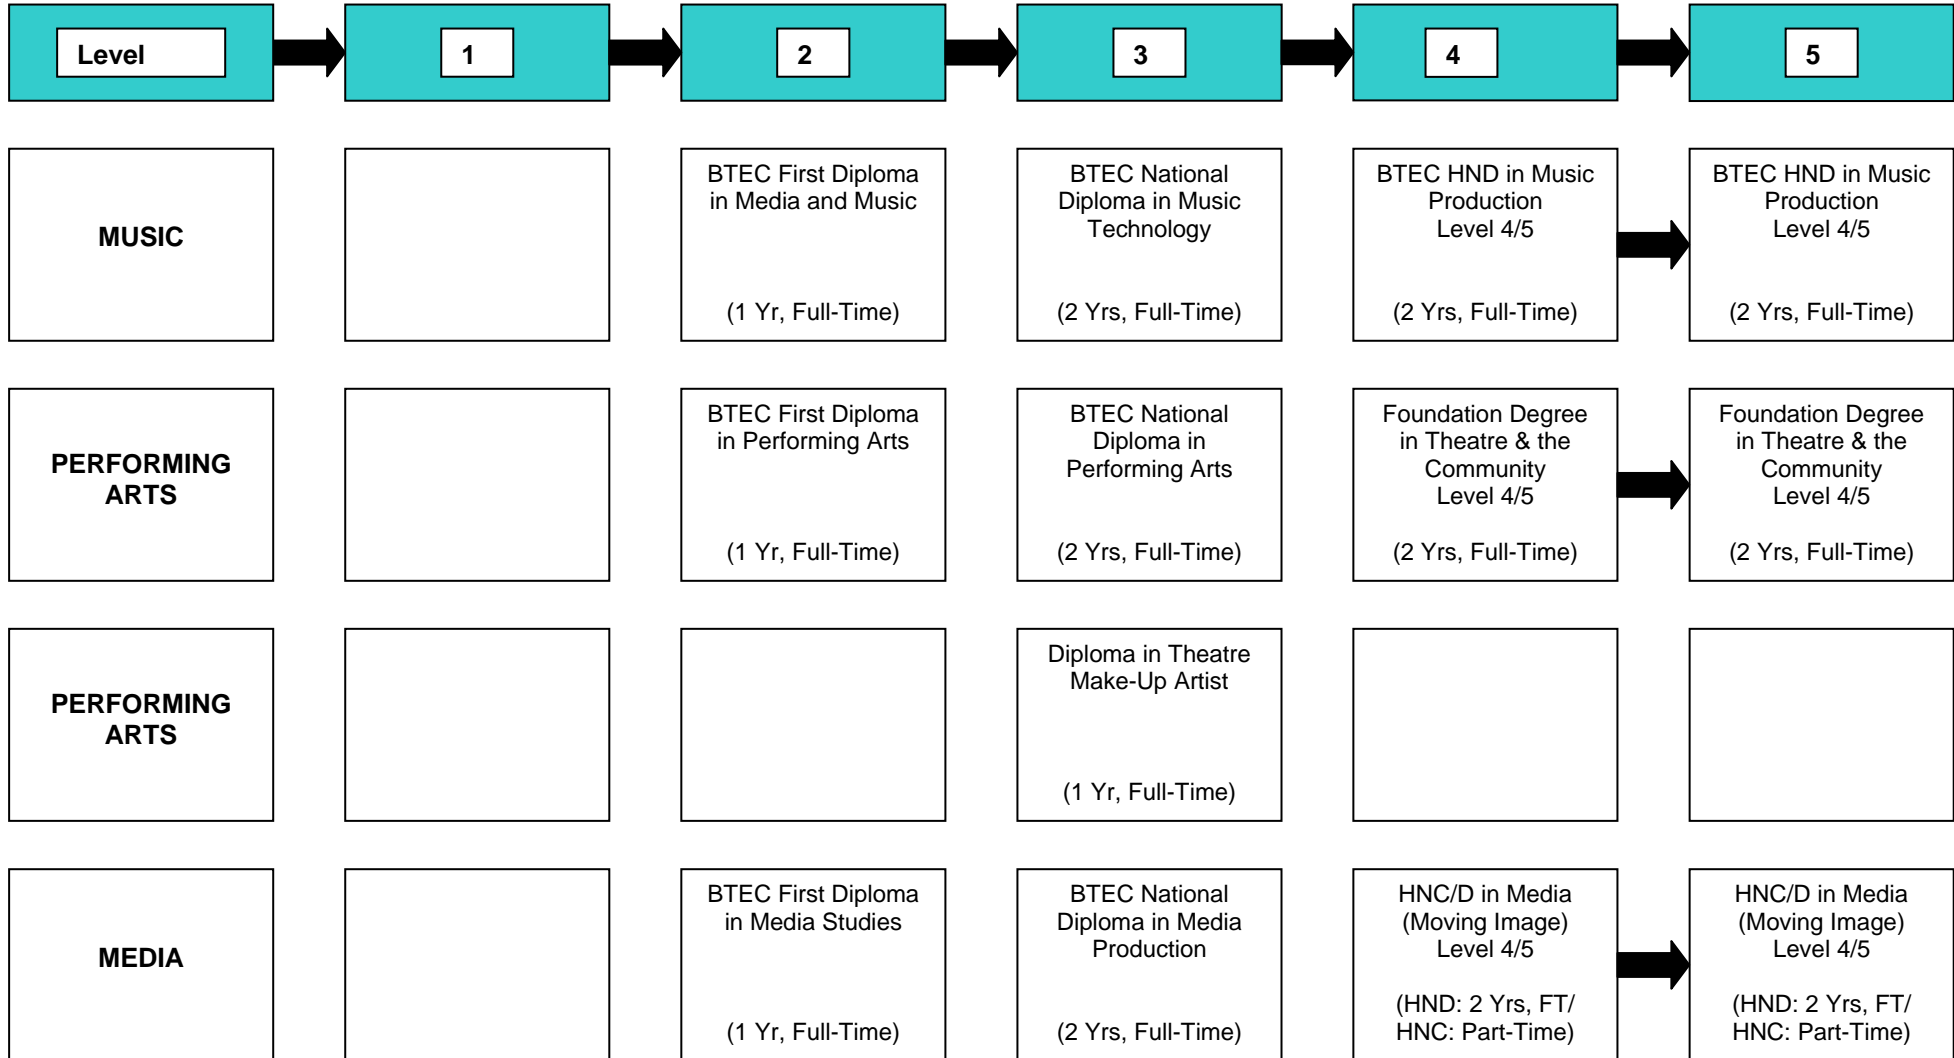 Level
1
2
3
4
5
MUSIC
BTEC First Diploma
in Media and Music
(1 Yr, Full-Time)
BTEC National
Diploma in Music
Technology
(2 Yrs, Full-Time)
BTEC HND in Music
Production
Level 4/5
(2 Yrs, Full-Time)
BTEC HND in Music
Production
Level 4/5
(2 Yrs, Full-Time)
PERFORMING
ARTS
BTEC First Diploma
in Performing Arts
(1 Yr, Full-Time)
BTEC National
Diploma in
Performing Arts
(2 Yrs, Full-Time)
Foundation Degree
in Theatre & the
Community
Level 4/5
(2 Yrs, Full-Time)
Foundation Degree
in Theatre & the
Community
Level 4/5
(2 Yrs, Full-Time)
PERFORMING
ARTS
Diploma in Theatre
Make-Up Artist
(1 Yr, Full-Time)
MEDIA
BTEC First Diploma
in Media Studies
(1 Yr, Full-Time)
BTEC National
Diploma in Media
Production
(2 Yrs, Full-Time)
HNC/D in Media
(Moving Image)
Level 4/5
(HND: 2 Yrs, FT/
HNC: Part-Time)
HNC/D in Media
(Moving Image)
Level 4/5
(HND: 2 Yrs, FT/
HNC: Part-Time)